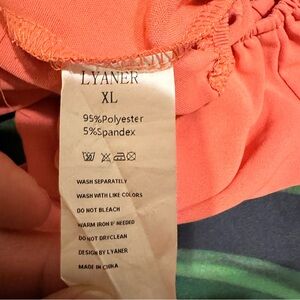 LYANER
XL
95%Polyester
5%Spandex
WASH SEPARATELY
WASH WITH LIKE COLORS
DO NOT BLEACH
WARM IRON IF NEEDED
DO NOT DRYCLEAN
DESIGN BY LYANER
MADE IN CHINA